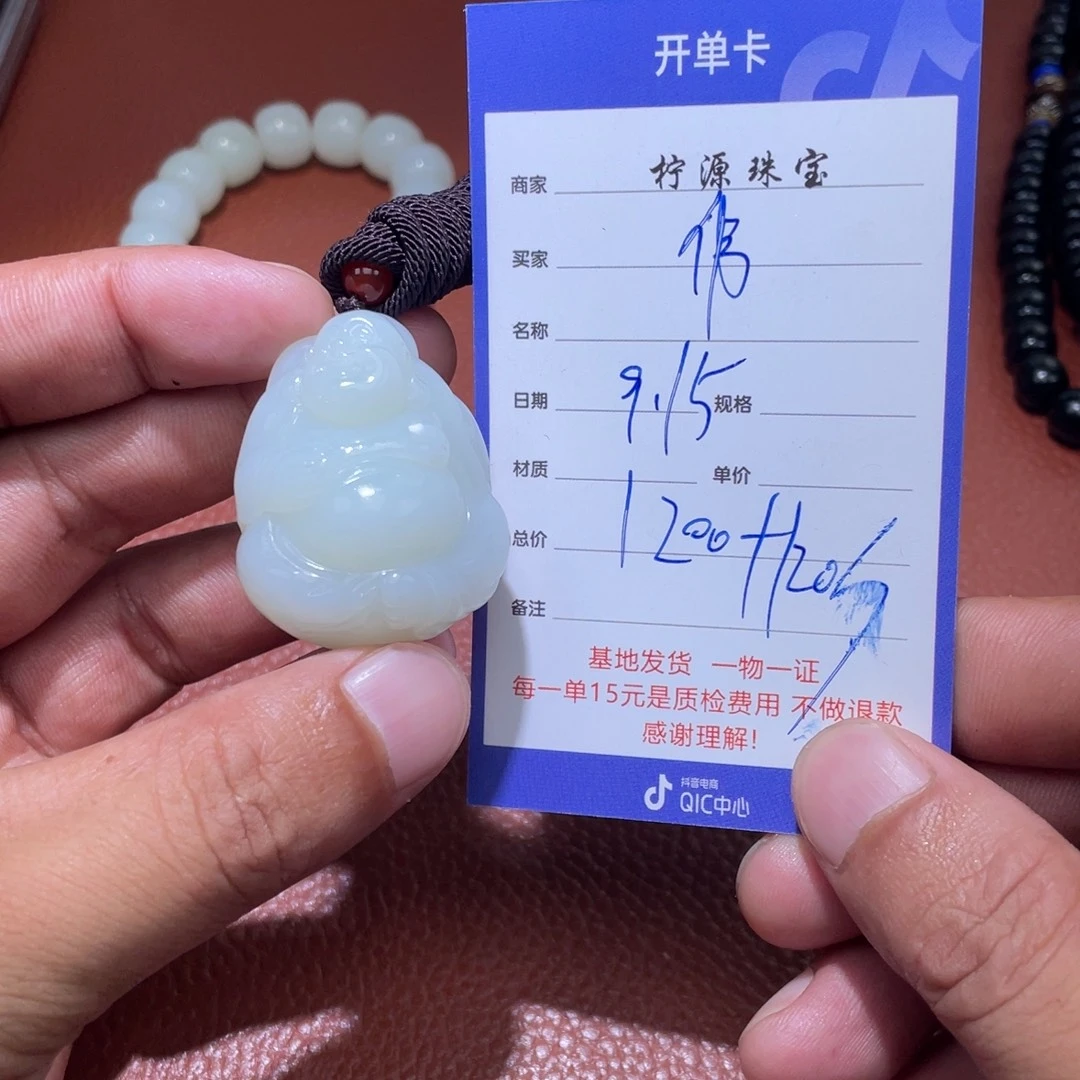 开单卡
商家 柠源珠宝
买家
名称
日期 9.15 规格
材质 单价
总价 1200
备注
基地发货 一物一证
每一单15元是质检费用 不做退款
感谢理解!
抖音电商
QIC中心